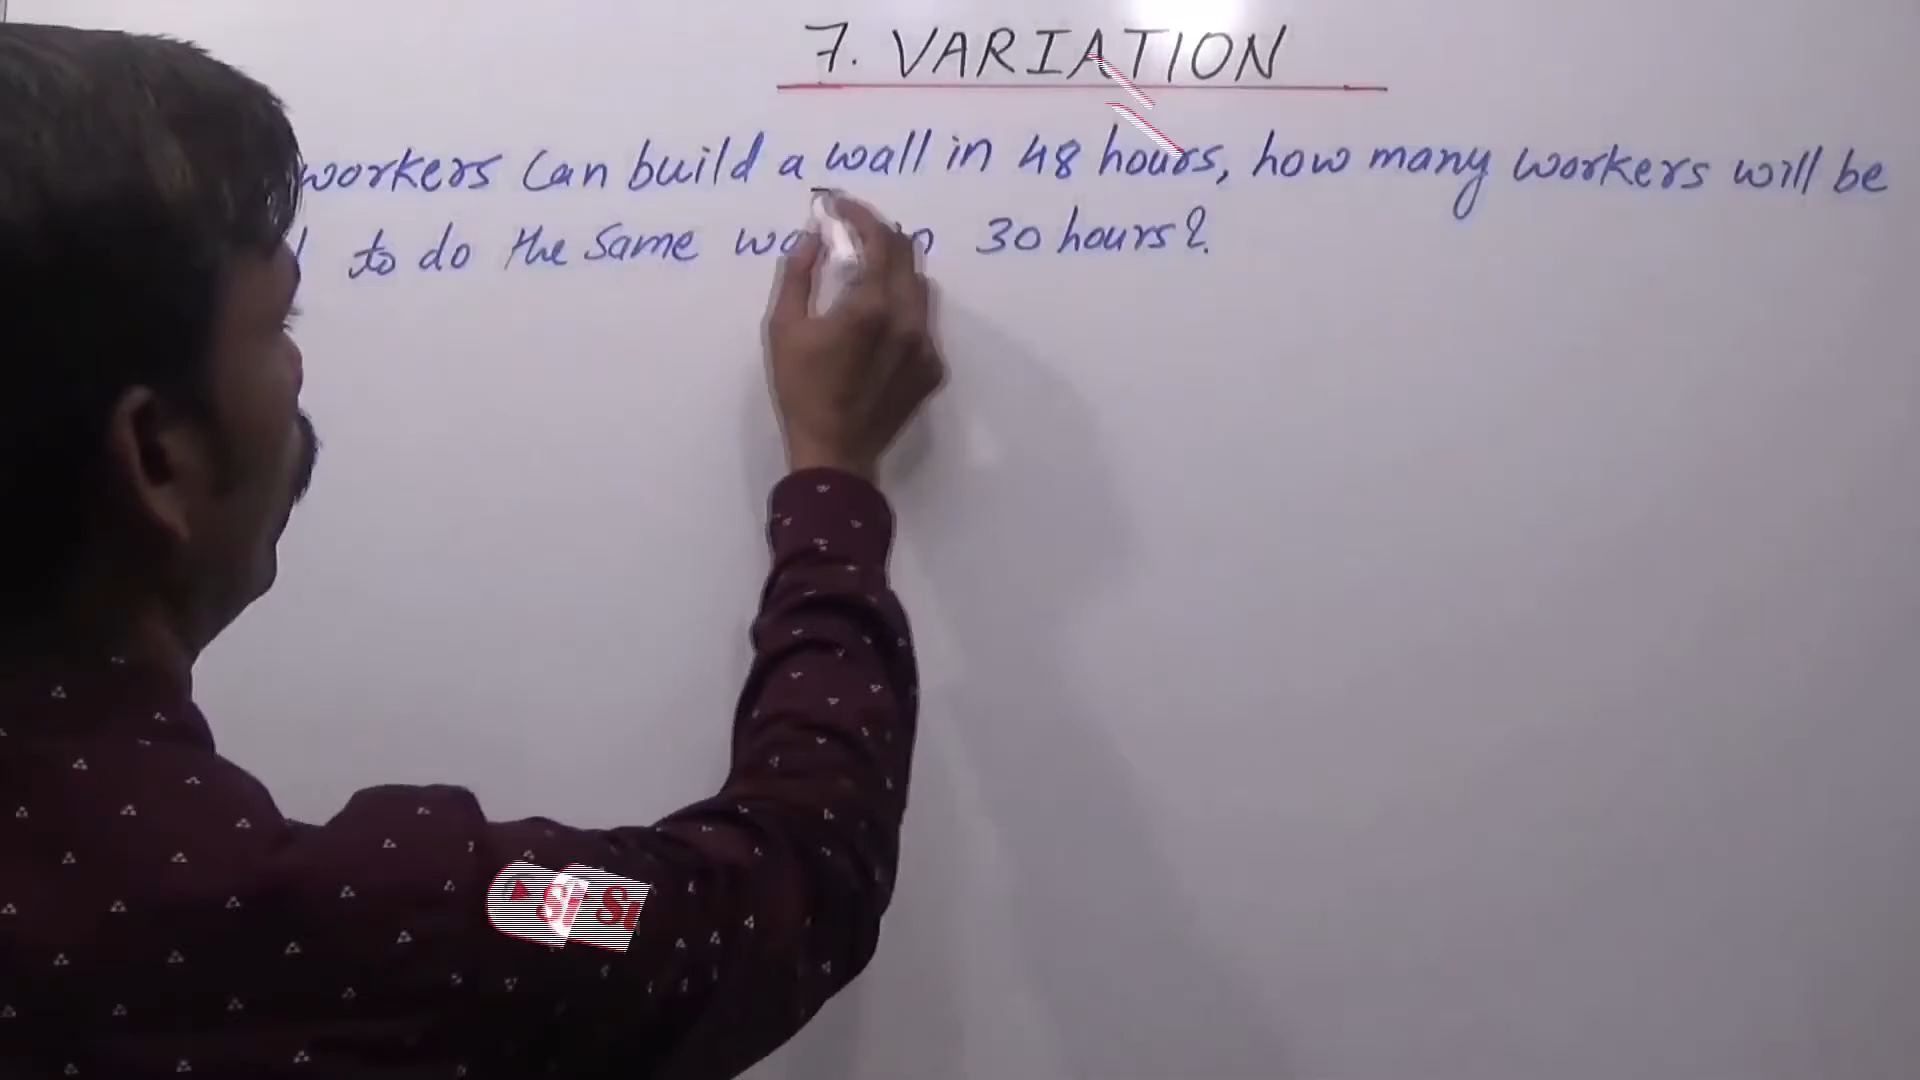 7. VARIATION
workers can build a wall in 48 hours, how many workers will be
to do the same in 30 hours?